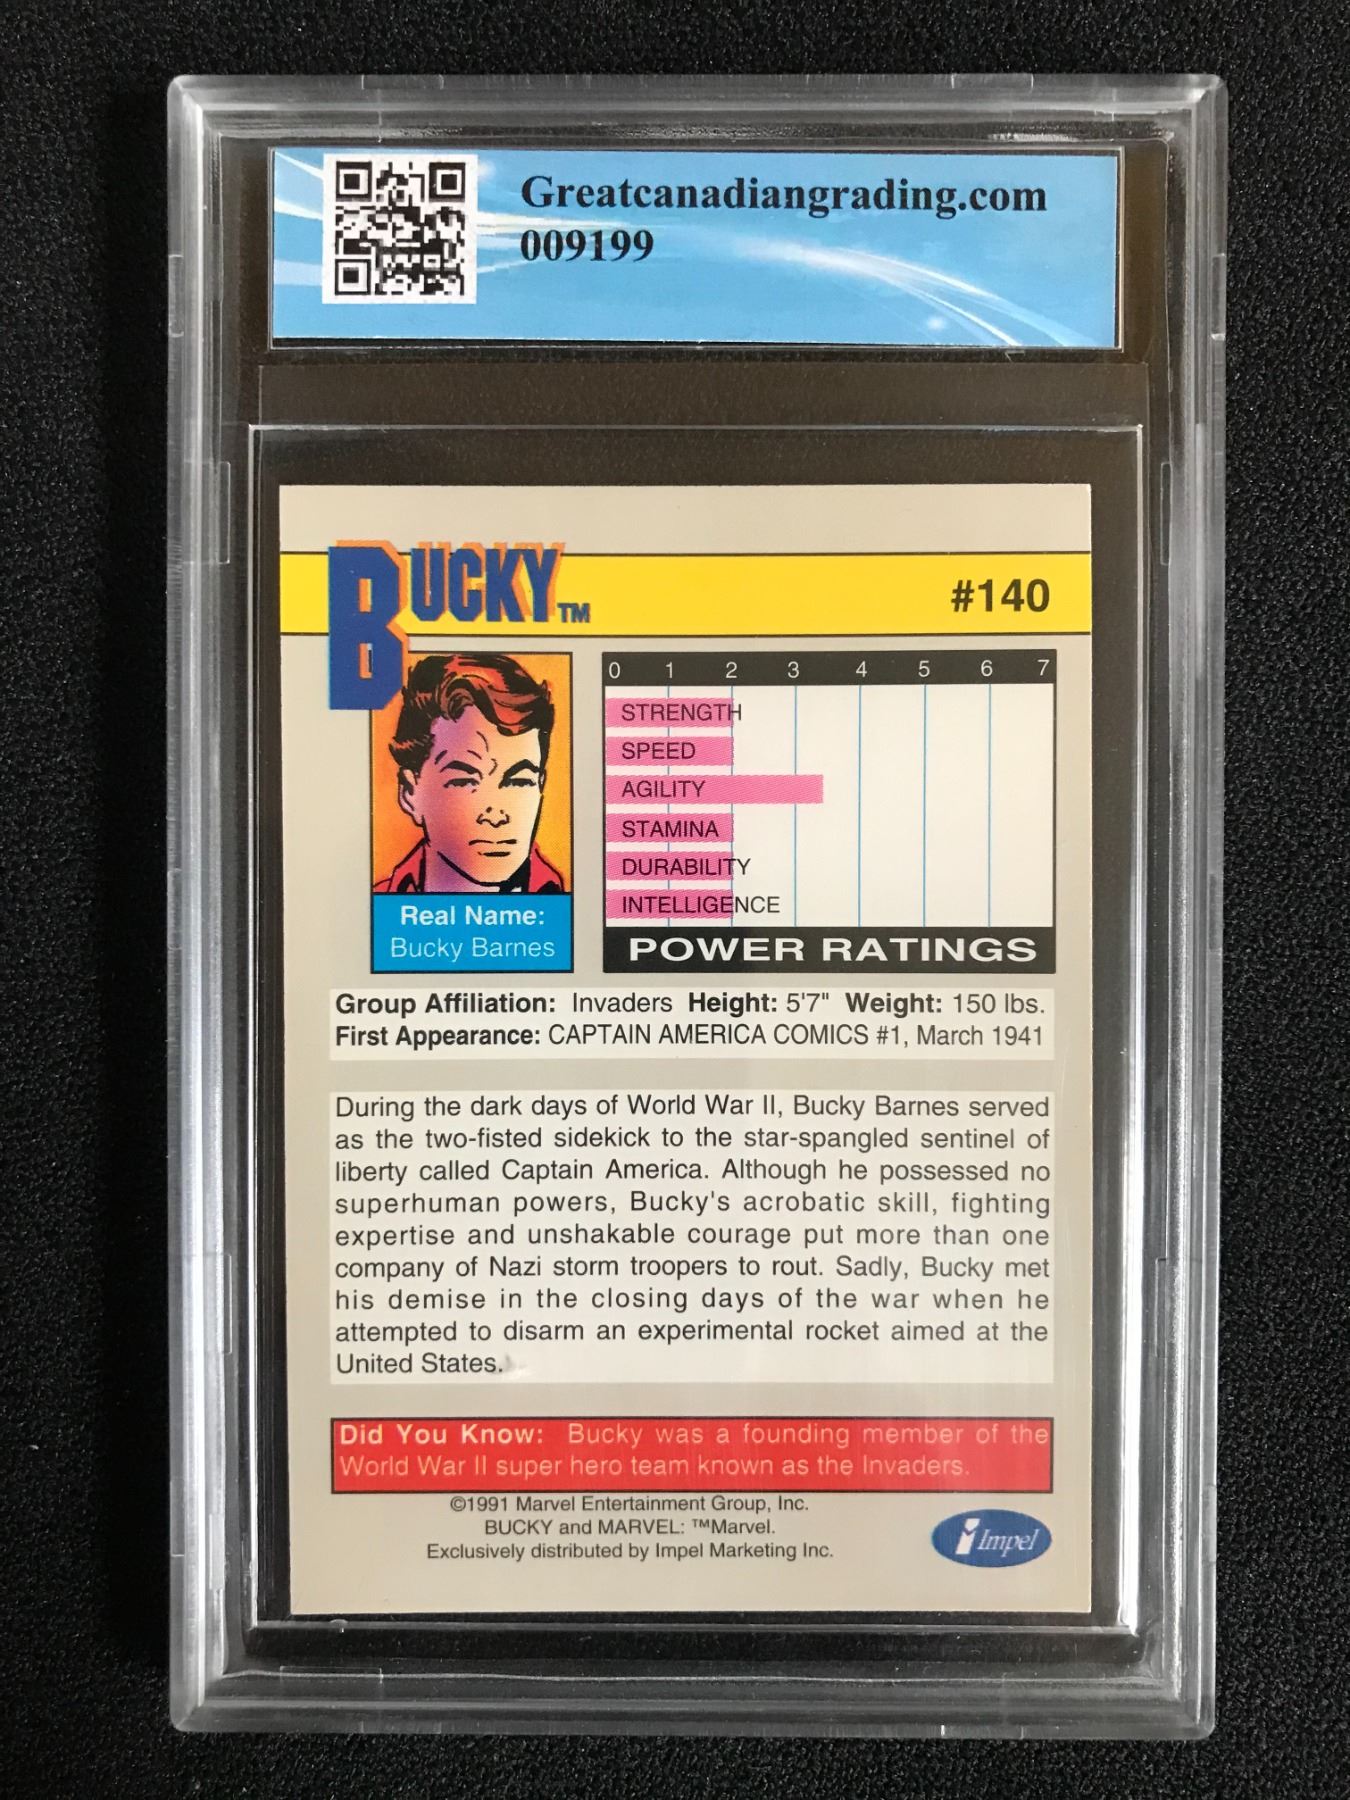 Greatcanadiangrading.com
009199
BUCKY™
#140
0 1 2 3 4 5 6 7
STRENGTH
SPEED
AGILITY
STAMINA
DURABILITY
INTELLIGENCE
POWER RATINGS
Real Name:
Bucky Barnes
Group Affiliation: Invaders Height: 5'7" Weight: 150 lbs.
First Appearance: CAPTAIN AMERICA COMICS #1, March 1941
During the dark days of World War II, Bucky Barnes served
as the two-fisted sidekick to the star-spangled sentinel of
liberty called Captain America. Although he possessed no
superhuman powers, Bucky's acrobatic skill, fighting
expertise and unshakable courage put more than one
company of Nazi storm troopers to rout. Sadly, Bucky met
his demise in the closing days of the war when he
attempted to disarm an experimental rocket aimed at the
United States.
Did You Know: Bucky was a founding member of the
World War II super hero team known as the Invaders.
©1991 Marvel Entertainment Group, Inc.
BUCKY and MARVEL: ™Marvel.
Exclusively distributed by Impel Marketing Inc.
Impel